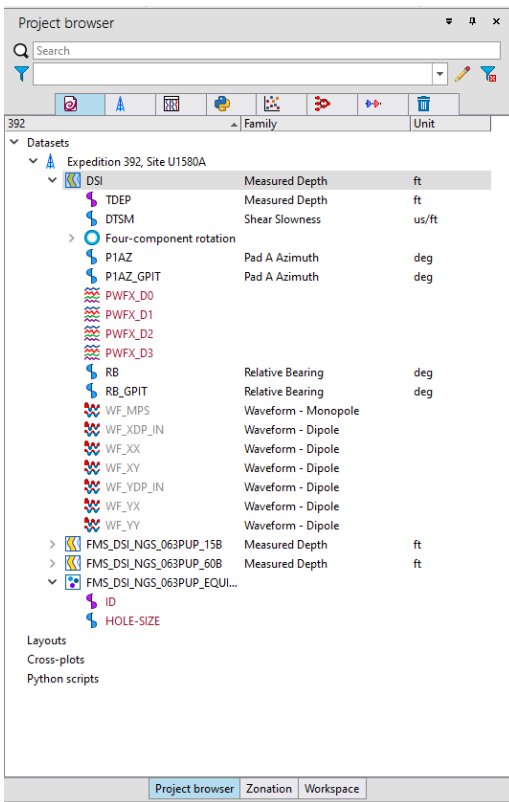 Project browser
Search
392 Family Unit
Datasets
Expedition 392, Site U1580A
DSI Measured Depth ft
TDEP Measured Depth ft
DTSM Shear Slowness us/ft
Four-component rotation
P1AZ Pad A Azimuth deg
P1AZ_GPIT Pad A Azimuth deg
PWFX_D0
PWFX_D1
PWFX_D2
PWFX_D3
RB Relative Bearing deg
RB_GPIT Relative Bearing deg
WF_MPS Waveform - Monopole
WF_XDP_IN Waveform - Dipole
WF_XX Waveform - Dipole
WF_XY Waveform - Dipole
WF_YDP_IN Waveform - Dipole
WF_YX Waveform - Dipole
WF_YY Waveform - Dipole
FMS_DSI_NGS_063PUP_15B Measured Depth ft
FMS_DSI_NGS_063PUP_60B Measured Depth ft
FMS_DSI_NGS_063PUP_EQUI...
ID
HOLE-SIZE
Layouts
Cross-plots
Python scripts
Project browser Zonation Workspace